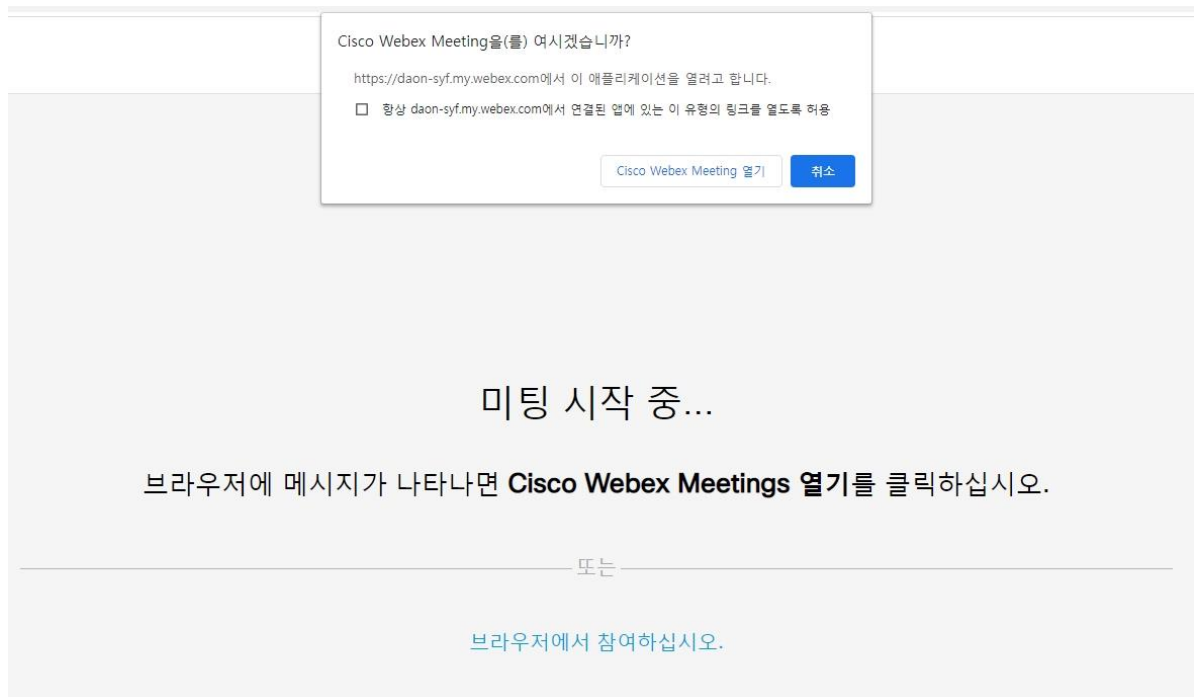 Cisco Webex Meeting을(를) 여시겠습니까?
https://daon-syf.my.webex.com에서 이 애플리케이션을 열려고 합니다.
항상 daon-syf.my.webex.com에서 연결된 앱에 있는 이 유형의 링크를 열도록 허용
Cisco Webex Meeting 열기 취소
미팅 시작 중...
브라우저에 메시지가 나타나면 Cisco Webex Meetings 열기를 클릭하십시오.
또는
브라우저에서 참여하십시오.